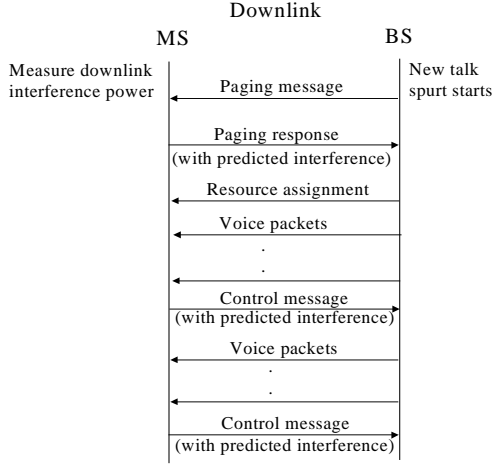 Downlink
MS
BS
Measure downlink
interference power
New talk
spurt starts
Paging message
Paging response
(with predicted interference)
Resource assignment
Voice packets
.
.
Control message
(with predicted interference)
Voice packets
.
.
Control message
(with predicted interference)